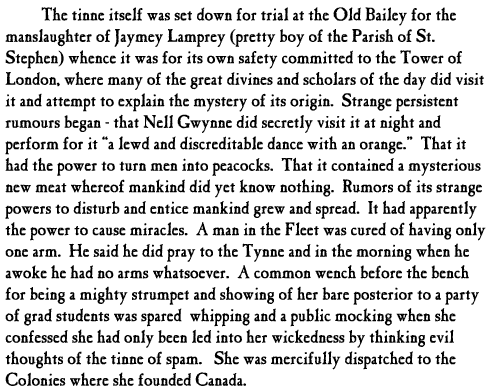 The tinne itself was set down for trial at the Old Bailey for the
manslaughter of Jaymey Lamprey (pretty boy of the Parish of St.
Stephen) whence it was for its own safety committed to the Tower of
London, where many of the great divines and scholars of the day did visit
it and attempt to explain the mystery of its origin. Strange persistent
rumours began - that Nell Gwynne did secretly visit it at night and
perform for it "a lewd and discreditable dance with an orange." That it
had the power to turn men into peacocks. That it contained a mysterious
new meat whereof mankind did yet know nothing. Rumors of its strange
powers to disturb and entice mankind grew and spread. It had apparently
the power to cause miracles. A man in the Fleet was cured of having only
one arm. He said he did pray to the Tynne and in the morning when he
awoke he had no arms whatsoever. A common wench before the bench
for being a mighty strumpet and showing of her bare posterior to a party
of grad students was spared whipping and a public mocking when she
confessed she had only been led into her wickedness by thinking evil
thoughts of the tinne of spam. She was mercifully dispatched to the
Colonies where she founded Canada.